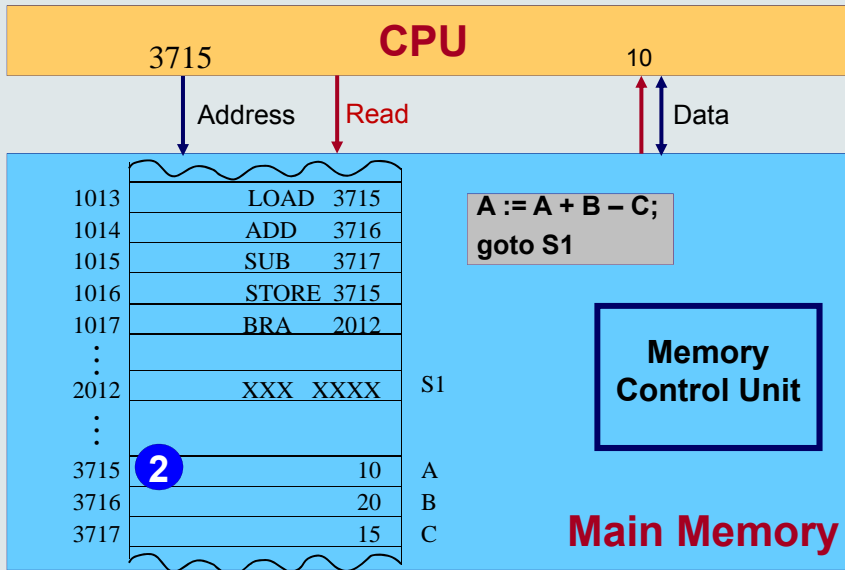 CPU
3715 10
Address Read Data
1013 LOAD 3715
1014 ADD 3716
1015 SUB 3717
1016 STORE 3715
1017 BRA 2012
2012 XXX XXXX S1
3715 2 10 A
3716 20 B
3717 15 C
A := A + B – C;
goto S1
Memory
Control Unit
Main Memory